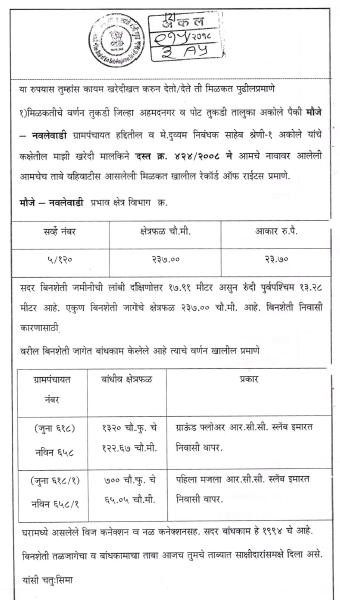 अकल
या रुपयास तुम्हांस कायम खरेदीखत करुन देतो/देते ती मिळकत पुढीलप्रमाणे
१)मिळकतीचे वर्णन तुकडी जिल्हा अहमदनगर व पोट तुकडी तालुका अकोले पैकी मौजे
– नवलेवाडी ग्रामपंचायत हद्दितील व मे.दुय्यम निबंधक साहेब श्रेणी-१ अकोले यांचे
कक्षेतील माझी खरेदी मालकिने दस्त क्र. ४२४/२००८ ने आमचे नावावर आलेली
आमचेच ताबे वहिवाटीस आसलेली मिळकत खालील रेकॉर्ड ऑफ राईटस प्रमाणे.
मौजे – नवलेवाडी प्रभाव क्षेत्र विभाग क्र.
सर्व्हे नंबर क्षेत्रफळ चौ.मी. आकार रु.पै.
५/१२० २३७.०० २३.७०
सदर बिनशेती जमीनीची लांबी दक्षिणोत्तर १७.९१ मीटर असुन रुंदी पुर्वपश्चिम १३.२८
मीटर आहे. एकुण बिनशेती जागेचे क्षेत्रफळ २३७.०० चौ.मी. आहे. बिनशेती निवासी
कारणासाठी
वरील बिनशेती जागेत बांधकाम केलेले आहे त्याचे वर्णन खालील प्रमाणे
ग्रामपंचायत बांधीव क्षेत्रफळ प्रकार
नंबर
(जुना ६१८) १३२० चौ.फु. चे ग्राऊंड फ्लोअर आर.सी.सी. स्लॅब इमारत
नविन ६५८ १२२.६७ चौ.मी. निवासी वापर.
(जुना ६१८/१) ७०० चौ.फु. चे पहिला मजला आर.सी.सी. स्लॅब इमारत
नविन ६५८/१ ६५.०५ चौ.मी. निवासी वापर.
घरामध्ये असलेले विज कनेक्शन व नळ कनेक्शनसह. सदर बांधकाम हे १९९४ चे आहे.
बिनशेती तळजागेचा व बांधकामाचा ताबा आजच तुमचे ताब्यात साक्षीदारांसमक्षे दिला असे.
यांसी चतु:सिमा